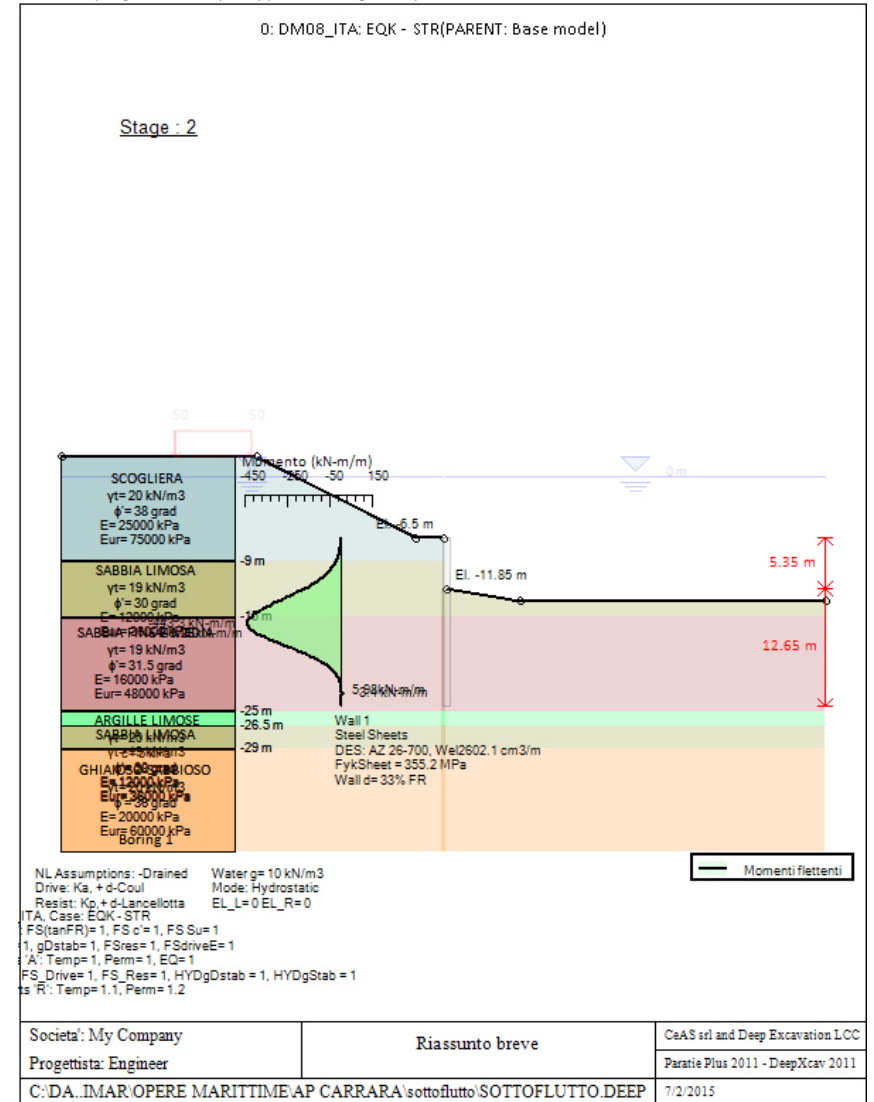 0: DM08_ITA: EQK - STR(PARENT: Base model)
Stage : 2
50 50
Momento (kN-m/m)
-450 -50 150
0 m
SCOGLIERA
γt= 20 kN/m3
ϕ'= 38 grad
E= 25000 kPa
Eur= 75000 kPa
El. -6.5 m
-9 m
5.35 m
El. -11.85 m
SABBIA LIMOSA
γt= 19 kN/m3
ϕ'= 30 grad
E= 12000 kPa
γt= 19 kN/m3
ϕ'= 31.5 grad
E= 16000 kPa
Eur= 48000 kPa
12.65 m
-25 m
ARGILLE LIMOSE
-26.5 m
SABBIA LIMOSA
-29 m
Wall 1
Steel Sheets
DES: AZ 26-700, Wel2602.1 cm3/m
FykSheet = 355.2 MPa
Wall d= 33% FR
E= 20000 kPa
Eur= 60000 kPa
Boring 1
Momenti flettenti
NL Assumptions: -Drained Water g= 10 kN/m3
Drive: Ka, + d-Coul Mode: Hydrostatic
Resist: Kp,+ d-Lancellotta EL_L= 0 EL_R= 0
ITA, Case: EQK - STR
: FS(tanFR)= 1, FS c'= 1, FS Su= 1
1, gDstab= 1, FSres= 1, FSdriveE= 1
'A': Temp= 1, Perm= 1, EQ= 1
FS_Drive= 1, FS_Res= 1, HYDgDstab = 1, HYDgStab = 1
ts 'R': Temp= 1.1, Perm= 1.2
Societa': My Company
Progettista: Engineer
Riassunto breve
CeAS srl and Deep Excavation LCC
Paratie Plus 2011 - DeepXcav 2011
C:\DA..IMAR\OPERE MARITTIME\AP CARRARA\sottoflutto\SOTTOFLUTTO.DEEP
7/2/2015